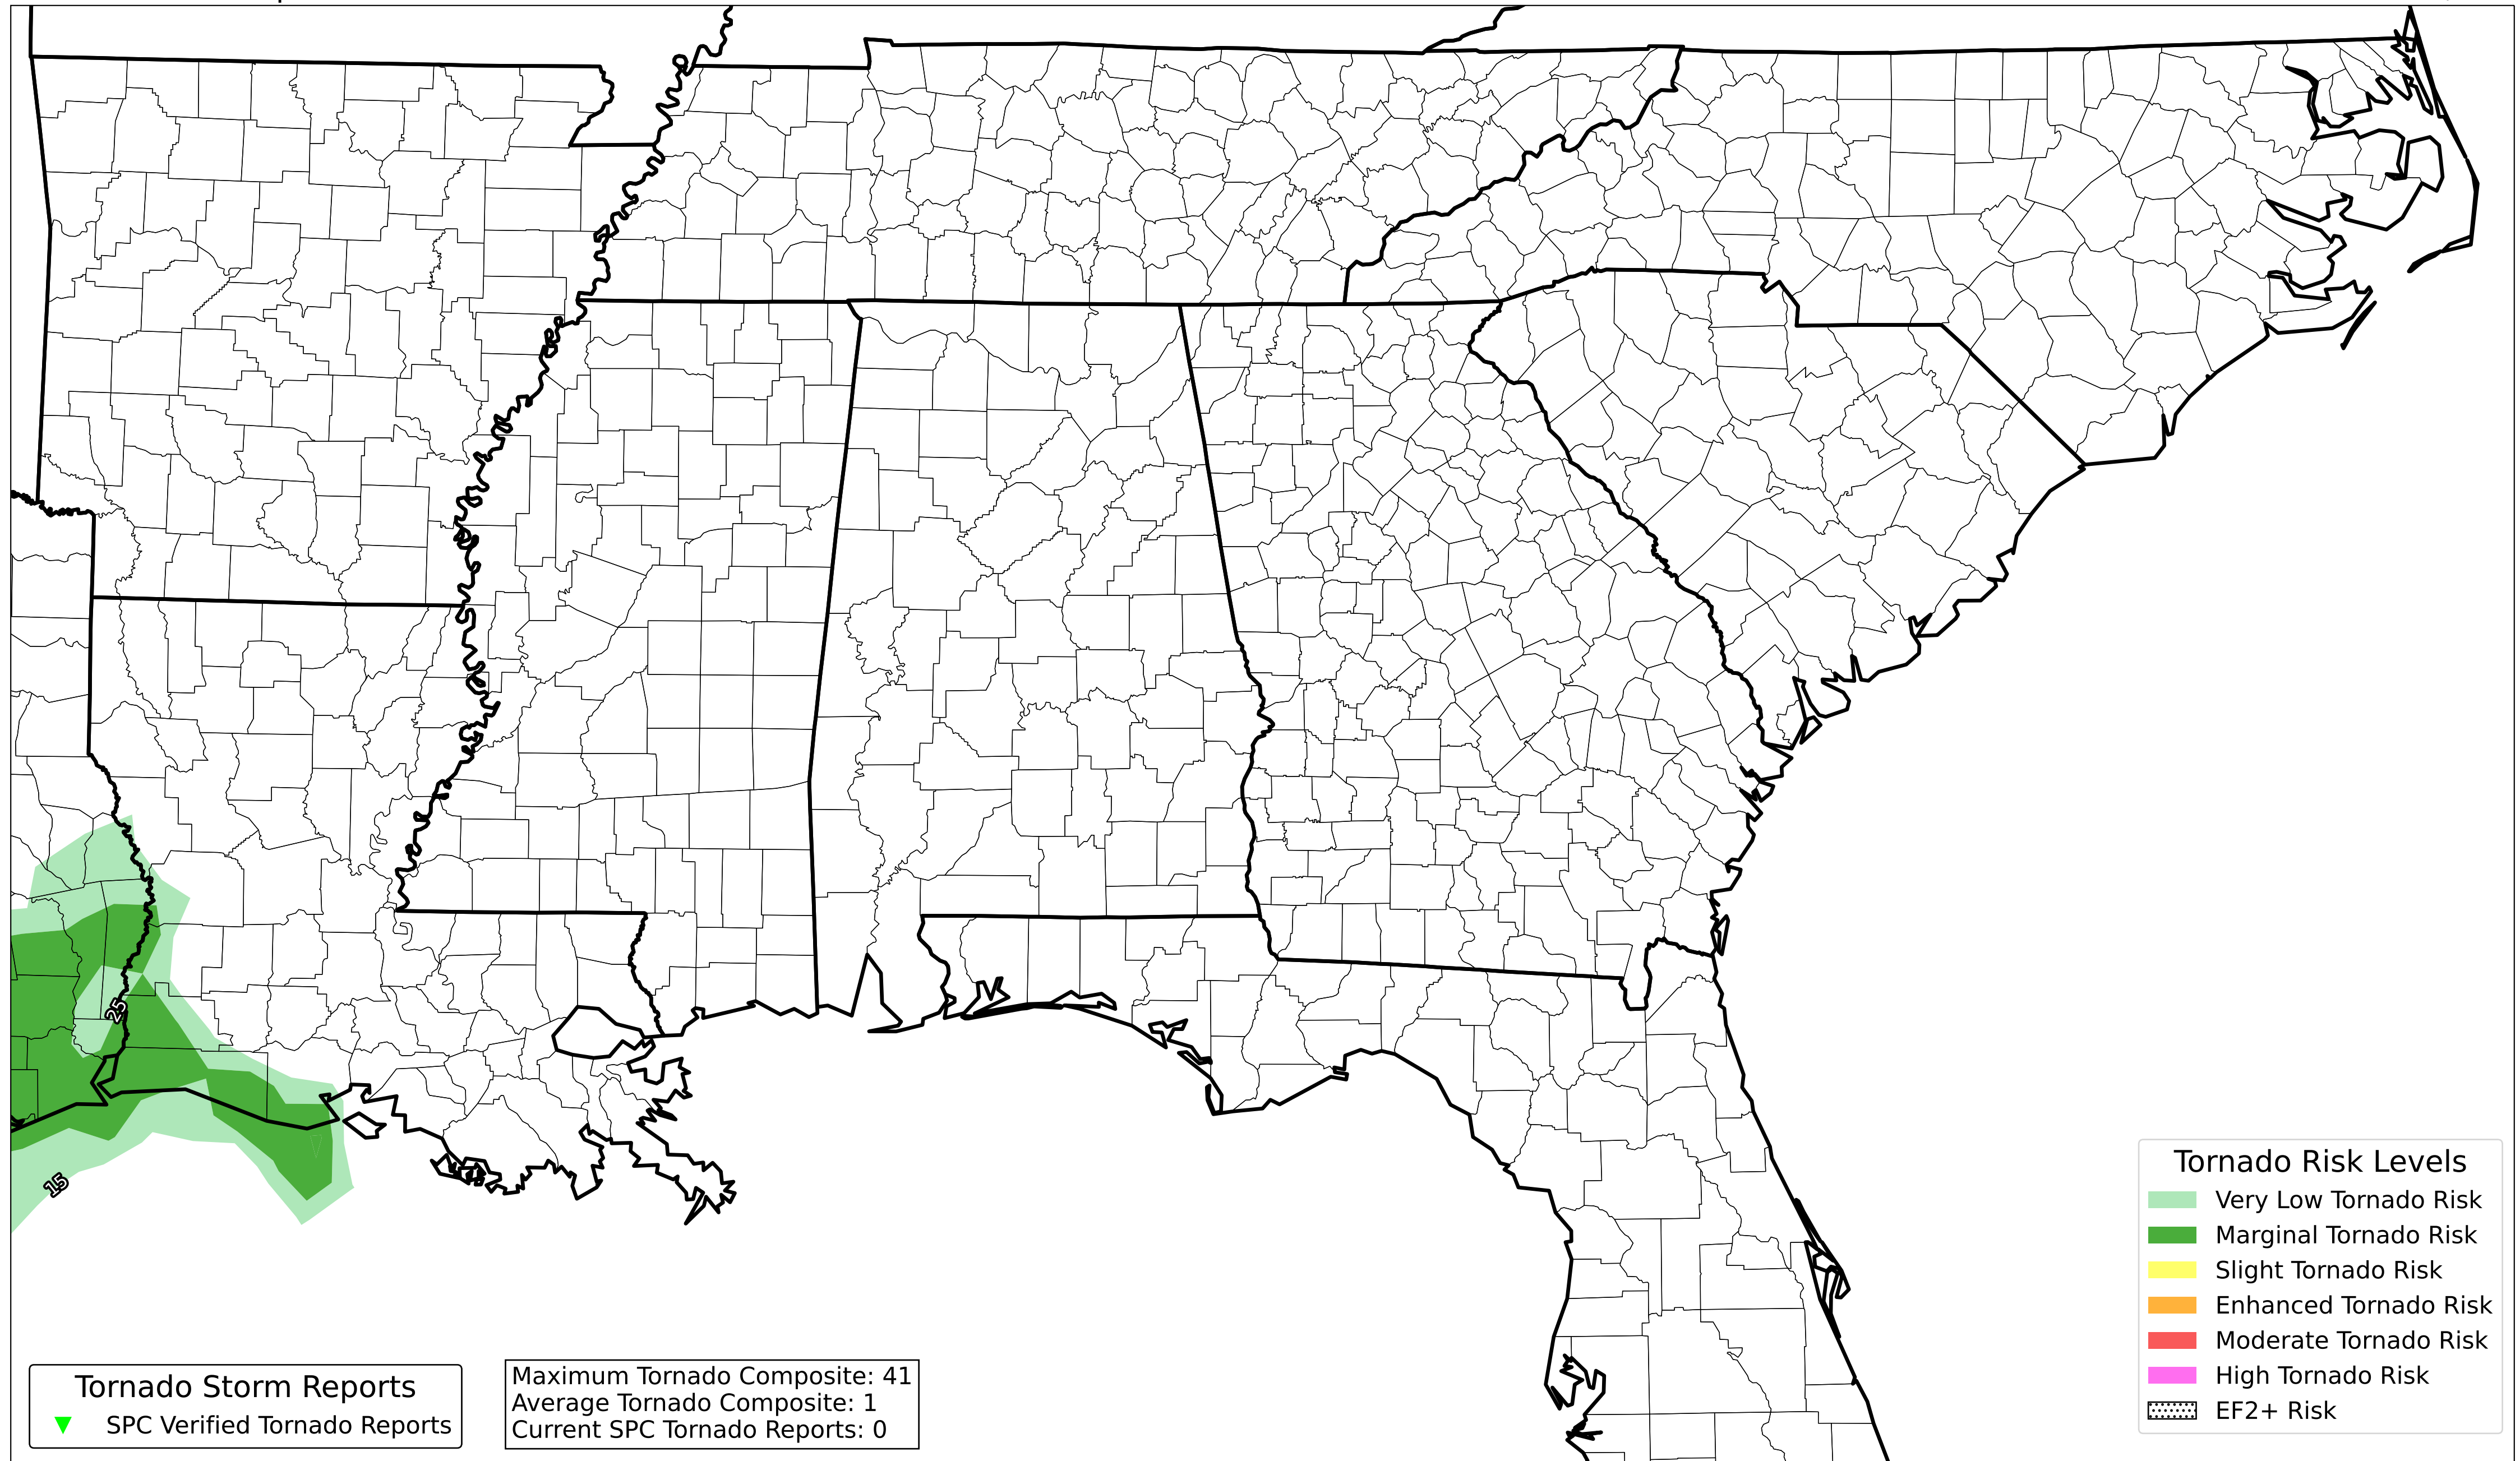 25
15
Tornado Storm Reports
SPC Verified Tornado Reports
Maximum Tornado Composite: 41
Average Tornado Composite: 1
Current SPC Tornado Reports: 0
Tornado Risk Levels
Very Low Tornado Risk
Marginal Tornado Risk
Slight Tornado Risk
Enhanced Tornado Risk
Moderate Tornado Risk
High Tornado Risk
EF2+ Risk